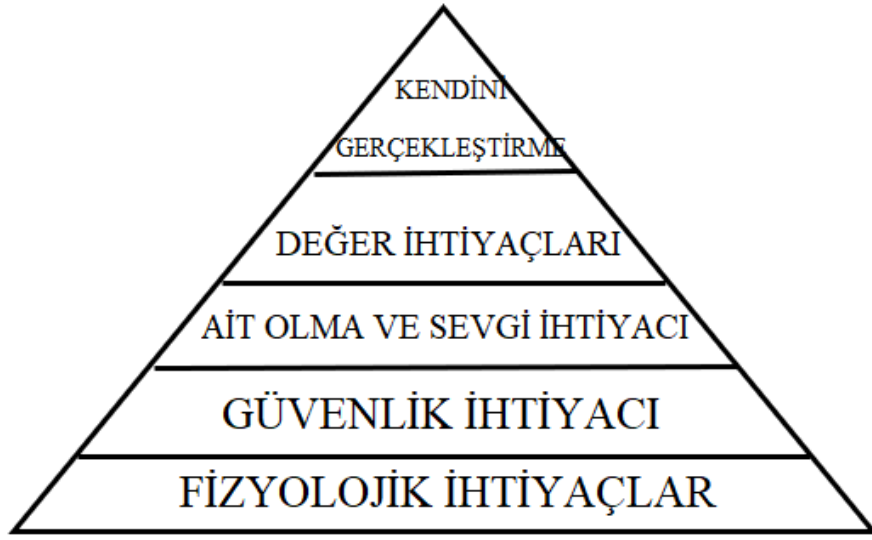 KENDİNİ
GERÇEKLEŞTİRME
DEĞER İHTİYAÇLARI
AİT OLMA VE SEVGİ İHTİYACI
GÜVENLİK İHTİYACI
FİZYOLOJİK İHTİYAÇLAR